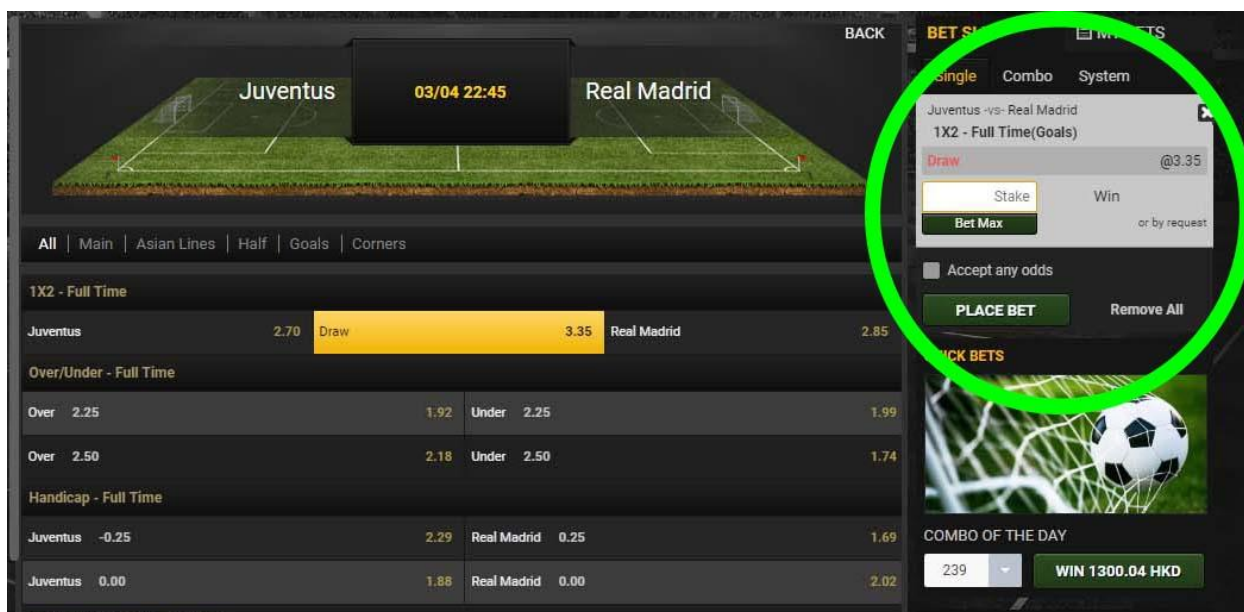 BACK
Juventus 03/04 22:45 Real Madrid
All | Main | Asian Lines | Half | Goals | Corners
1X2 - Full Time
Juventus 2.70 Draw 3.35 Real Madrid 2.85
Over/Under - Full Time
Over 2.25 1.92 Under 2.25 1.99
Over 2.50 2.18 Under 2.50 1.74
Handicap - Full Time
Juventus -0.25 2.29 Real Madrid 0.25 1.69
Juventus 0.00 1.88 Real Madrid 0.00 2.02
BET
Single Combo System
Juventus -vs- Real Madrid
1X2 - Full Time(Goals)
Draw @3.35
Stake Win
Bet Max or by request
Accept any odds
PLACE BET Remove All
BETS
COMBO OF THE DAY
239 WIN 1300.04 HKD